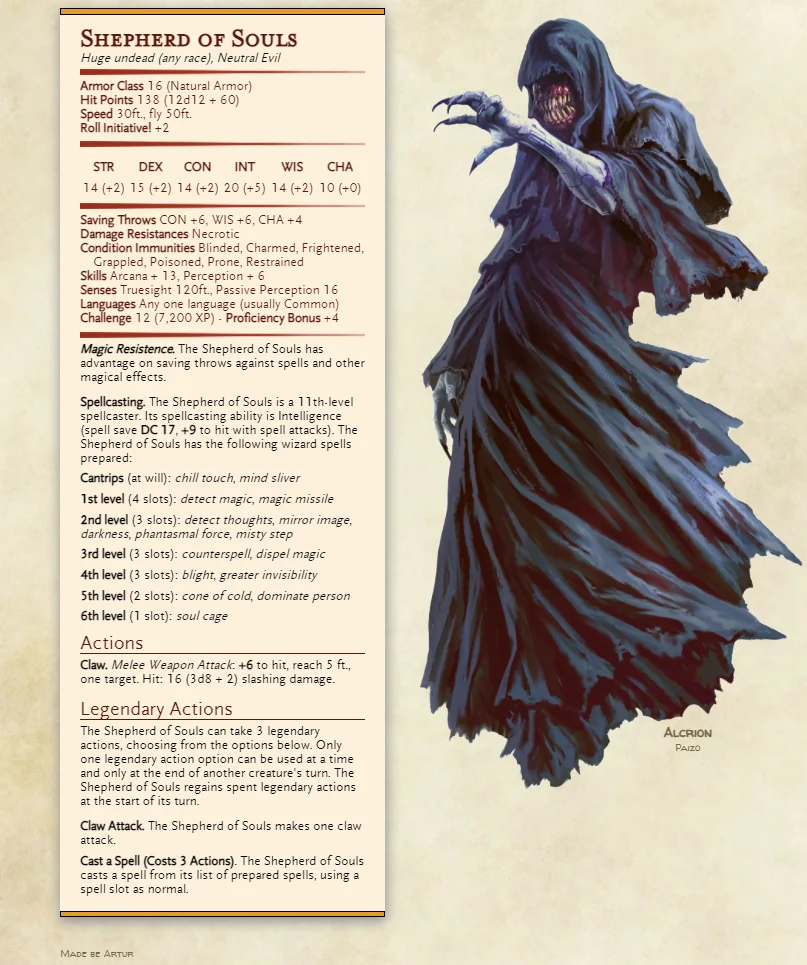 Shepherd of Souls
Huge undead (any race), Neutral Evil
Armor Class 16 (Natural Armor)
Hit Points 138 (12d12 + 60)
Speed 30ft., fly 50ft.
Roll Initiative! +2
STR DEX CON INT WIS CHA
14 (+2) 15 (+2) 14 (+2) 20 (+5) 14 (+2) 10 (+0)
Saving Throws CON +6, WIS +6, CHA +4
Damage Resistances Necrotic
Condition Immunities Blinded, Charmed, Frightened,
Grappled, Poisoned, Prone, Restrained
Skills Arcana + 13, Perception + 6
Senses Truesight 120ft., Passive Perception 16
Languages Any one language (usually Common)
Challenge 12 (7,200 XP) · Proficiency Bonus +4
Magic Resistence. The Shepherd of Souls has
advantage on saving throws against spells and other
magical effects.
Spellcasting. The Shepherd of Souls is a 11th-level
spellcaster. Its spellcasting ability is Intelligence
(spell save DC 17, +9 to hit with spell attacks). The
Shepherd of Souls has the following wizard spells
prepared:
Cantrips (at will): chill touch, mind sliver
1st level (4 slots): detect magic, magic missile
2nd level (3 slots): detect thoughts, mirror image,
darkness, phantasmal force, misty step
3rd level (3 slots): counterspell, dispel magic
4th level (3 slots): blight, greater invisibility
5th level (2 slots): cone of cold, dominate person
6th level (1 slot): soul cage
Actions
Claw. Melee Weapon Attack: +6 to hit, reach 5 ft.,
one target. Hit: 16 (3d8 + 2) slashing damage.
Legendary Actions
The Shepherd of Souls can take 3 legendary
actions, choosing from the options below. Only
one legendary action option can be used at a time
and only at the end of another creature's turn. The
Shepherd of Souls regains spent legendary actions
at the start of its turn.
Claw Attack. The Shepherd of Souls makes one claw
attack.
Cast a Spell (Costs 3 Actions). The Shepherd of Souls
casts a spell from its list of prepared spells, using a
spell slot as normal.
Alcrion
Paizo
Made be Artur